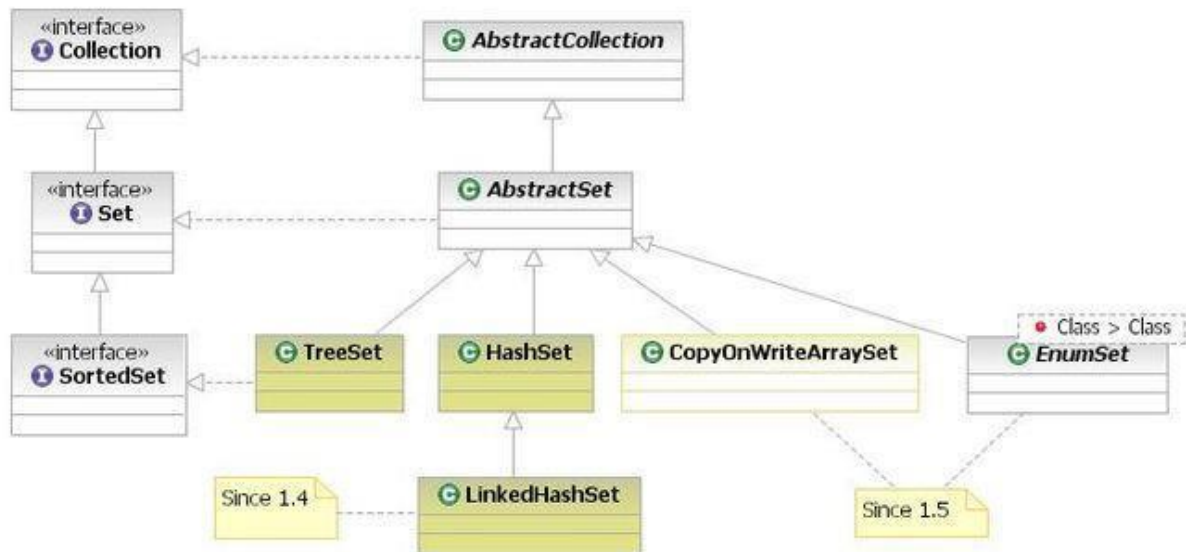 «interface»
Collection
AbstractCollection
«interface»
Set
AbstractSet
Class > Class
«interface»
SortedSet
TreeSet
HashSet
CopyOnWriteArraySet
EnumSet
Since 1.4
LinkedHashSet
Since 1.5